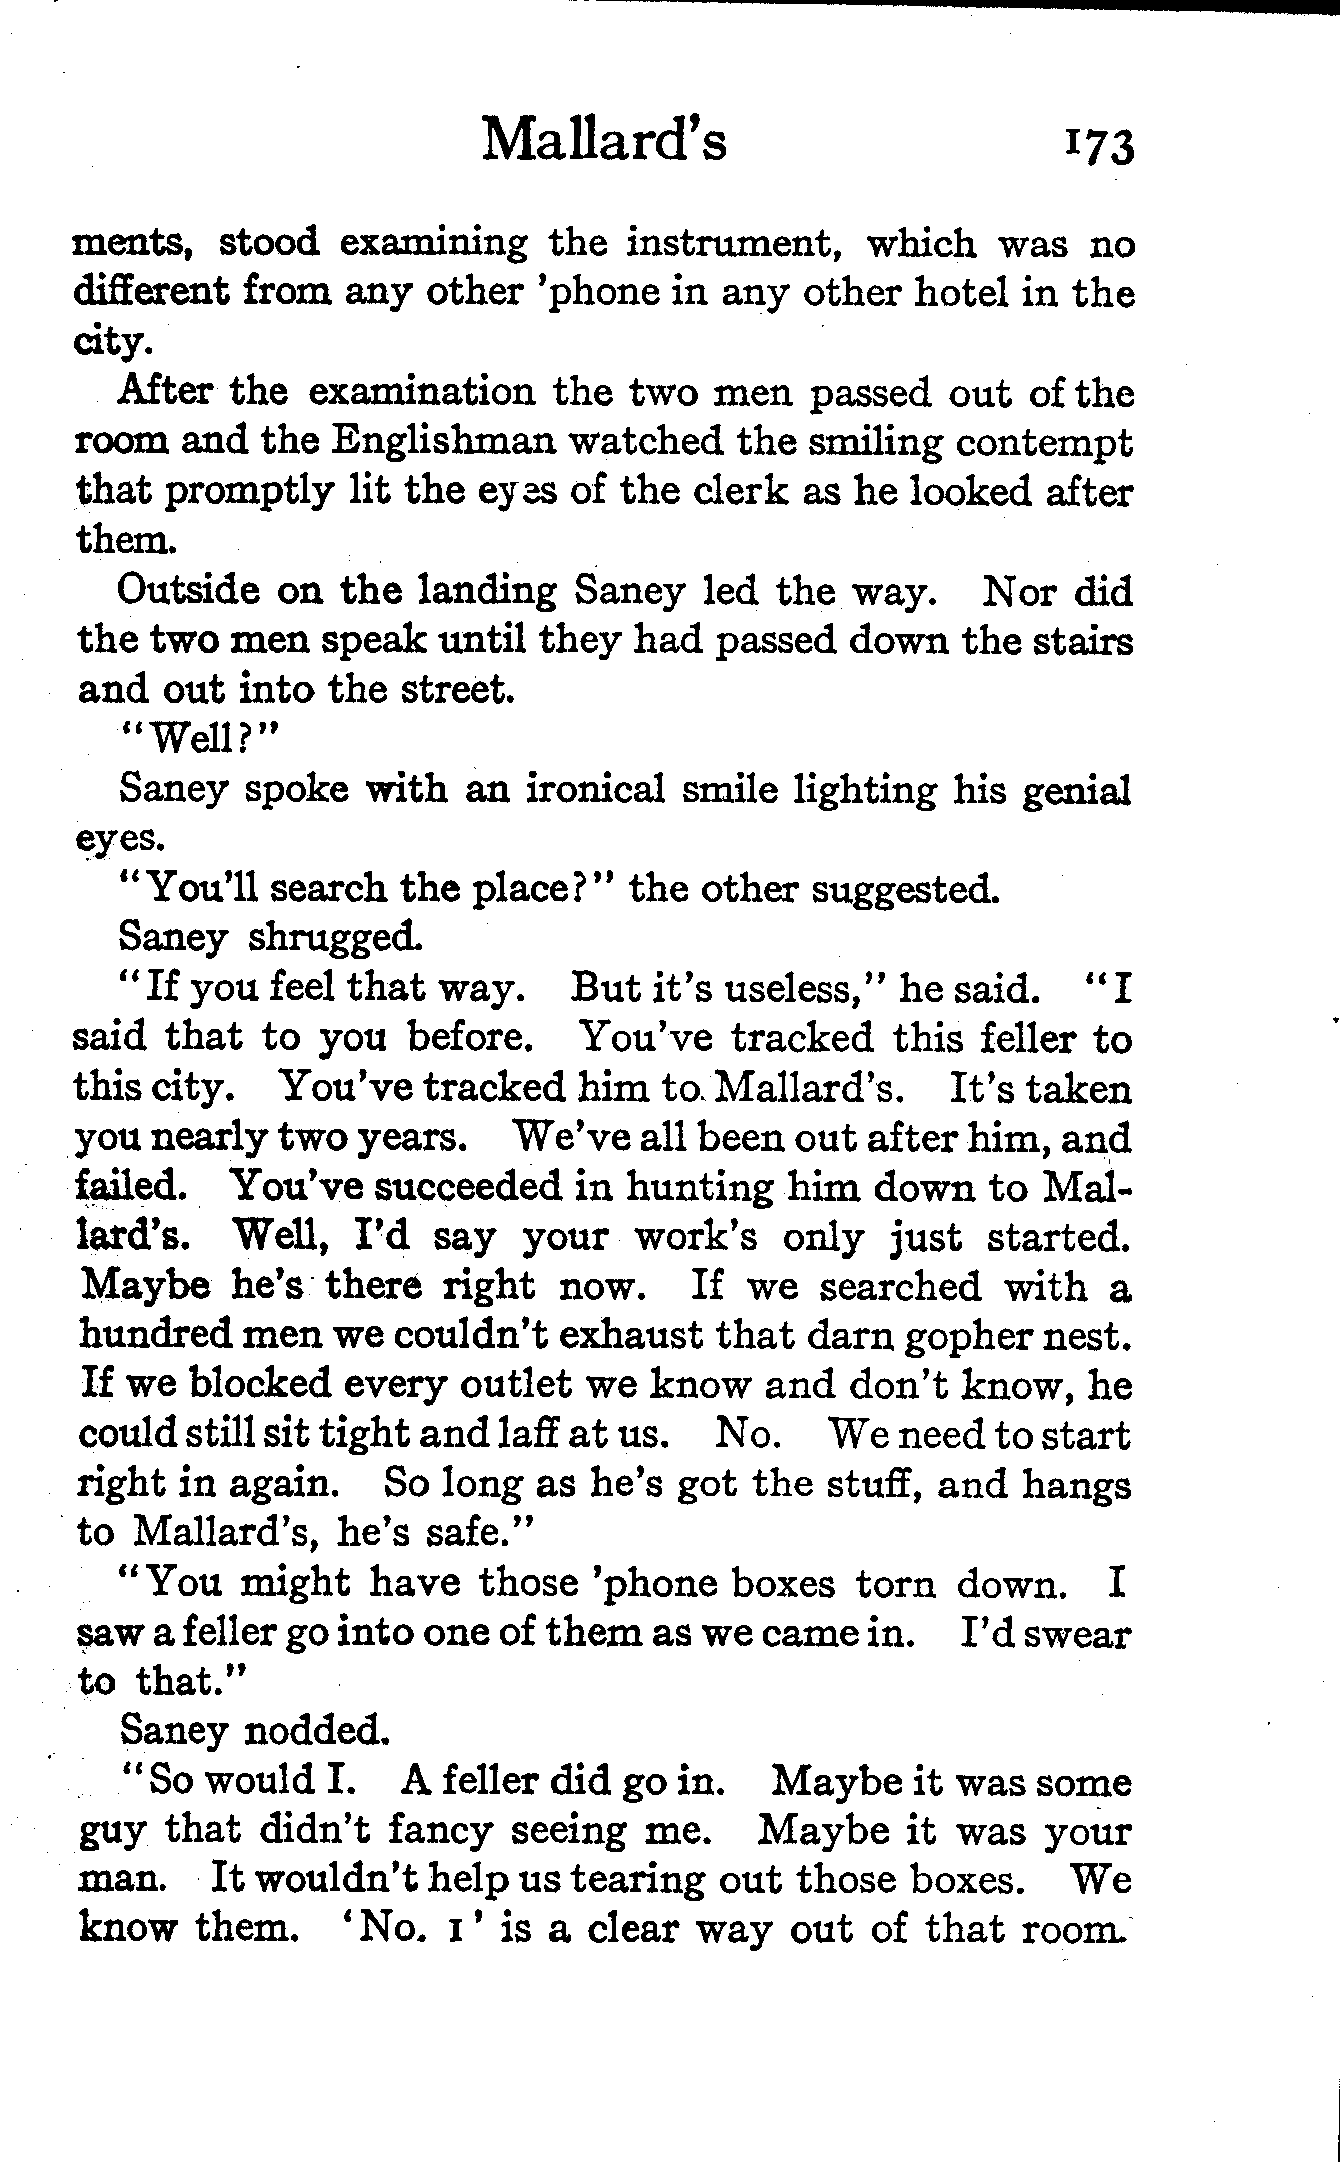 Mallard's 173
ments, stood examining the instrument, which was no
different from any other 'phone in any other hotel in the
city.
After the examination the two men passed out of the
room and the Englishman watched the smiling contempt
that promptly lit the eyes of the clerk as he looked after
them.
Outside on the landing Saney led the way. Nor did
the two men speak until they had passed down the stairs
and out into the street.
"Well?"
Saney spoke with an ironical smile lighting his genial
eyes.
"You'll search the place?" the other suggested.
Saney shrugged.
"If you feel that way. But it's useless," he said. "I
said that to you before. You've tracked this feller to
this city. You've tracked him to Mallard's. It's taken
you nearly two years. We've all been out after him, and
failed. You've succeeded in hunting him down to Mal-
lard's. Well, I'd say your work's only just started.
Maybe he's there right now. If we searched with a
hundred men we couldn't exhaust that darn gopher nest.
If we blocked every outlet we know and don't know, he
could still sit tight and laff at us. No. We need to start
right in again. So long as he's got the stuff, and hangs
to Mallard's, he's safe."
"You might have those 'phone boxes torn down. I
saw a feller go into one of them as we came in. I'd swear
to that."
Saney nodded.
"So would I. A feller did go in. Maybe it was some
guy that didn't fancy seeing me. Maybe it was your
man. It wouldn't help us tearing out those boxes. We
know them. 'No. 1' is a clear way out of that room.